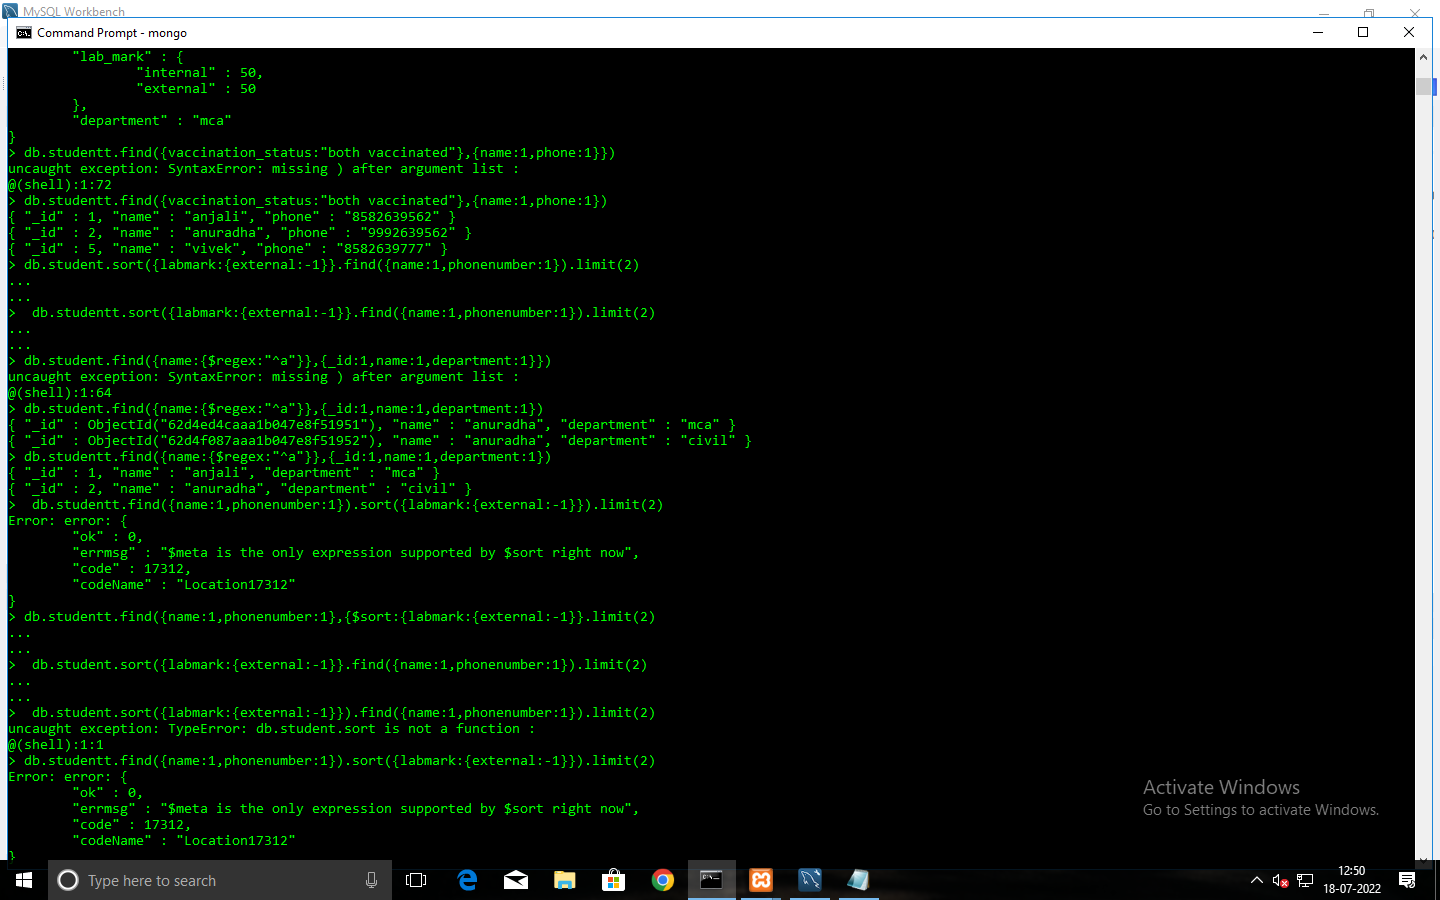 MySQL Workbench
Command Prompt - mongo
"lab_mark" : {
"internal" : 50,
"external" : 50
},
"department" : "mca"
}
> db.studentt.find({vaccination_status:"both vaccinated"},{name:1,phone:1}})
uncaught exception: SyntaxError: missing ) after argument list :
@(shell):1:72
> db.studentt.find({vaccination_status:"both vaccinated"},{name:1,phone:1})
{ "_id" : 1, "name" : "anjali", "phone" : "8582639562" }
{ "_id" : 2, "name" : "anuradha", "phone" : "9992639562" }
{ "_id" : 5, "name" : "vivek", "phone" : "8582639777" }
> db.student.sort({labmark:{external:-1}}.find({name:1,phonenumber:1}).limit(2)
...
...
>  db.studentt.sort({labmark:{external:-1}}.find({name:1,phonenumber:1}).limit(2)
...
...
> db.student.find({name:{$regex:"^a"}},{_id:1,name:1,department:1}})
uncaught exception: SyntaxError: missing ) after argument list :
@(shell):1:64
> db.student.find({name:{$regex:"^a"}},{_id:1,name:1,department:1})
{ "_id" : ObjectId("62d4ed4caaa1b047e8f51951"), "name" : "anuradha", "department" : "mca" }
{ "_id" : ObjectId("62d4f087aaa1b047e8f51952"), "name" : "anuradha", "department" : "civil" }
> db.studentt.find({name:{$regex:"^a"}},{_id:1,name:1,department:1})
{ "_id" : 1, "name" : "anjali", "department" : "mca" }
{ "_id" : 2, "name" : "anuradha", "department" : "civil" }
>  db.studentt.find({name:1,phonenumber:1}).sort({labmark:{external:-1}}).limit(2)
Error: error: {
"ok" : 0,
"errmsg" : "$meta is the only expression supported by $sort right now",
"code" : 17312,
"codeName" : "Location17312"
}
> db.studentt.find({name:1,phonenumber:1},{$sort:{labmark:{external:-1}}.limit(2)
...
...
>  db.student.sort({labmark:{external:-1}}.find({name:1,phonenumber:1}).limit(2)
...
...
>  db.student.sort({labmark:{external:-1}}).find({name:1,phonenumber:1}).limit(2)
uncaught exception: TypeError: db.student.sort is not a function :
@(shell):1:1
> db.studentt.find({name:1,phonenumber:1}).sort({labmark:{external:-1}}).limit(2)
Error: error: {
"ok" : 0,
"errmsg" : "$meta is the only expression supported by $sort right now",
"code" : 17312,
"codeName" : "Location17312"
}
Activate Windows
Go to Settings to activate Windows.
Type here to search
12:50
18-07-2022